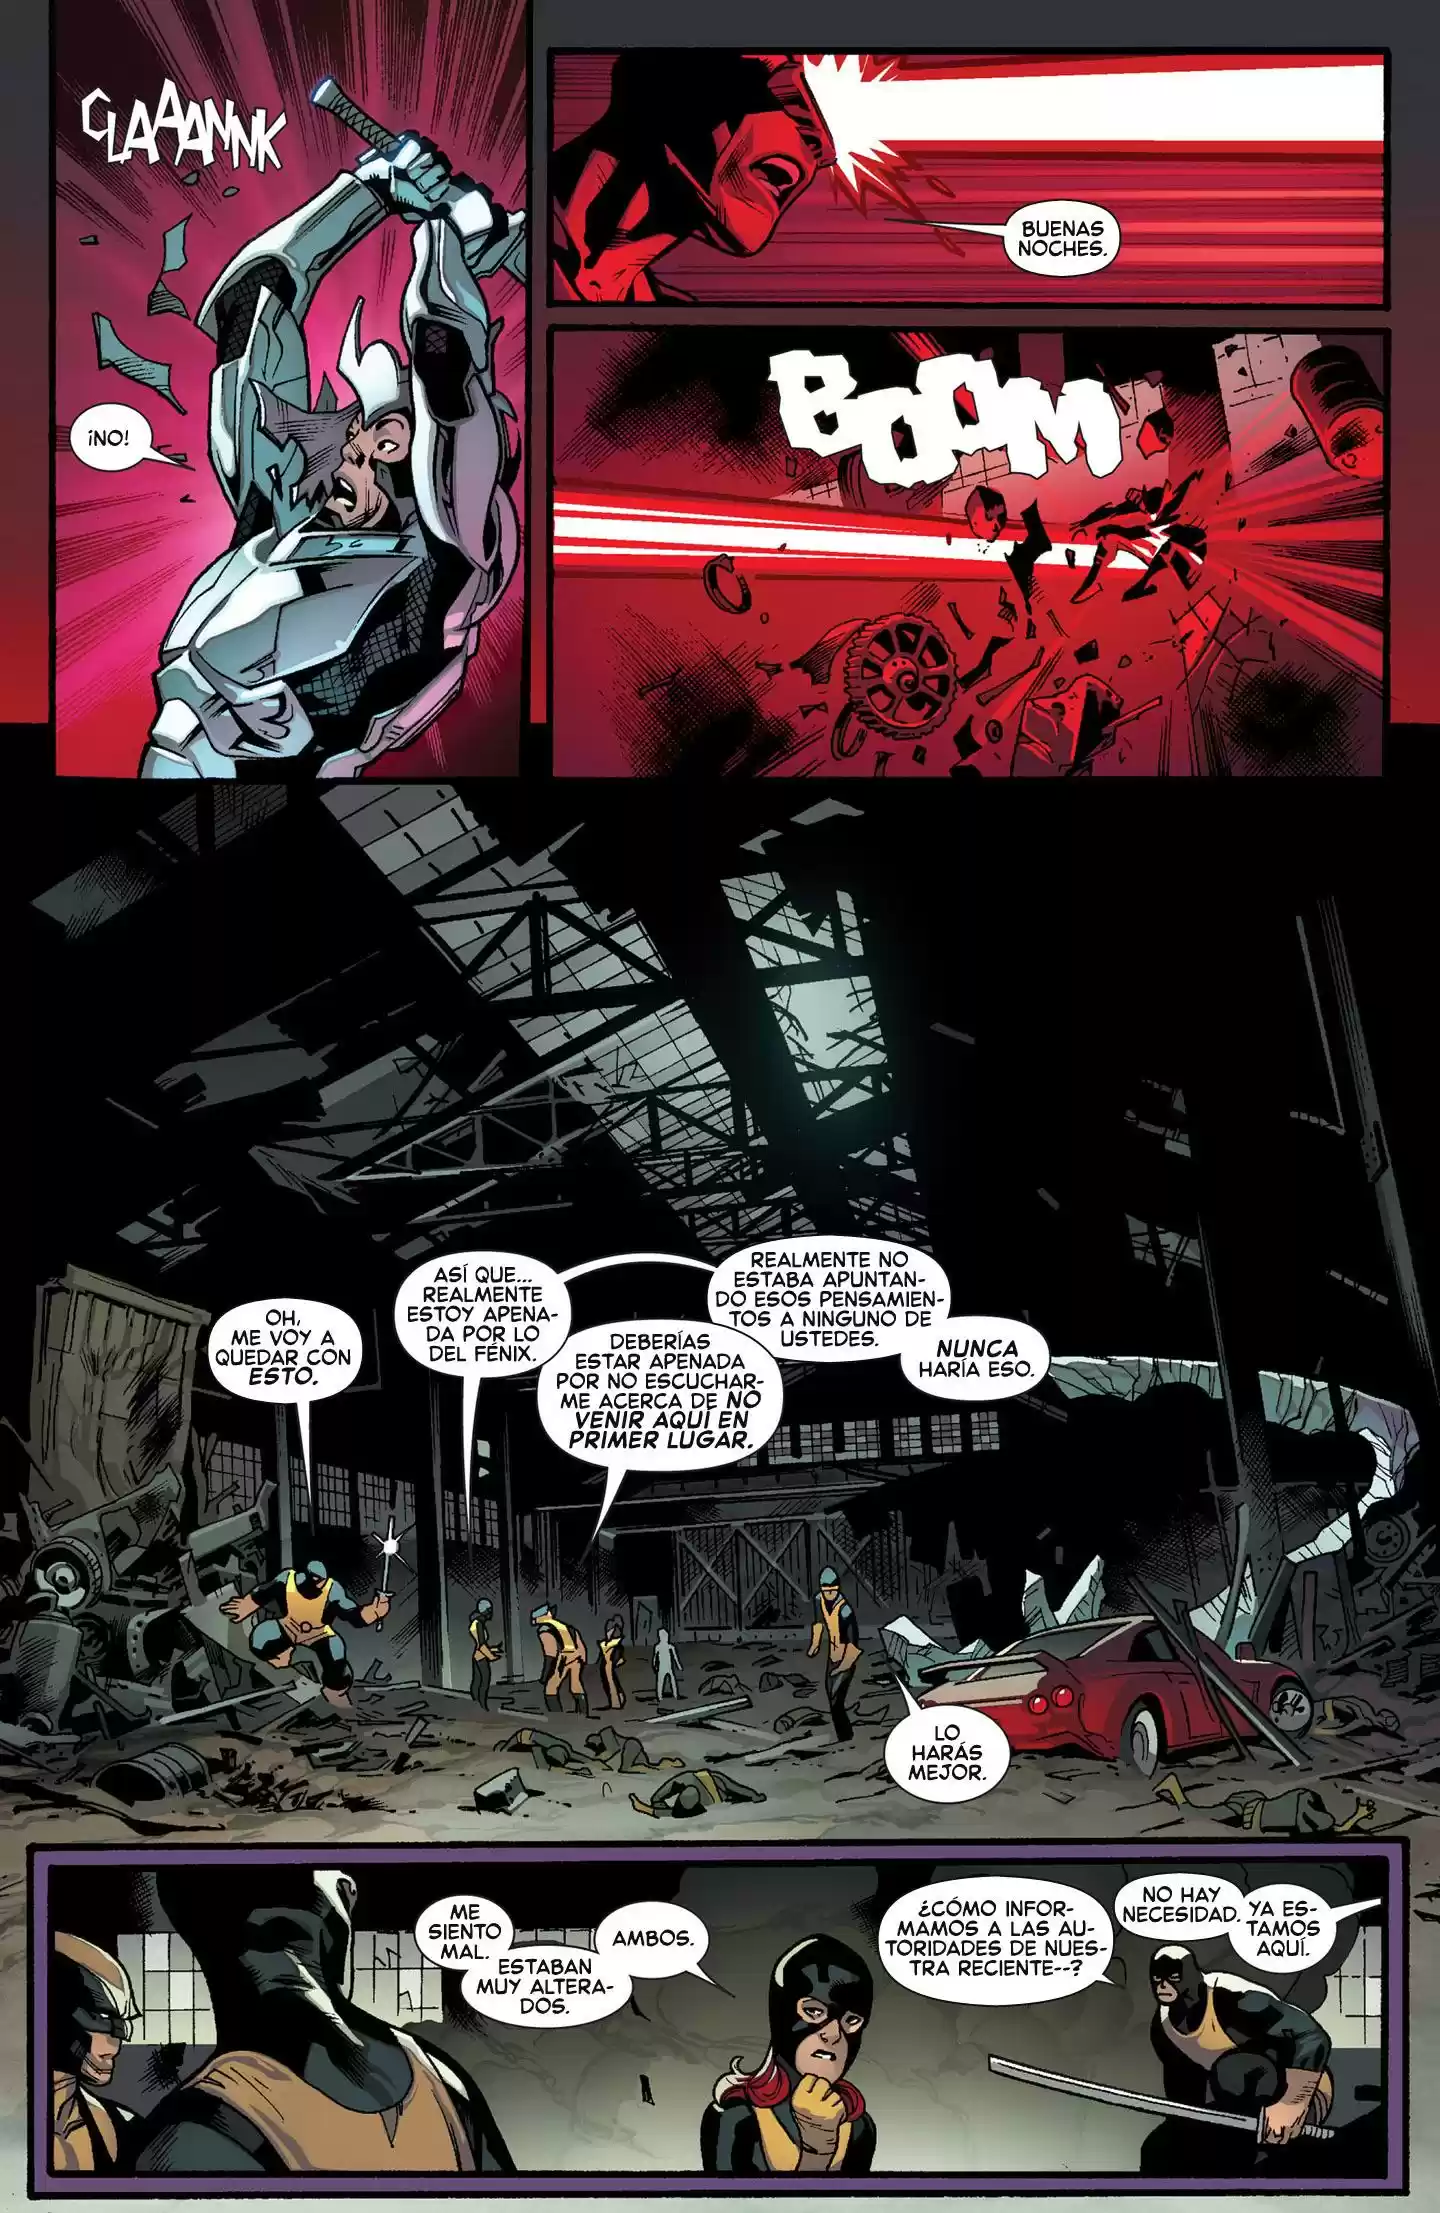 CLAAANNK
¡NO!
BUENAS
NOCHES.
BOOM
OH,
ME VOY A
QUEDAR CON
ESTO.
ASÍ QUE...
REALMENTE
ESTOY APENA-
DA POR LO
DEL FÉNIX.
DEBERÍAS
ESTAR APENADA
POR NO ESCUCHAR-
ME ACERCA DE NO
VENIR AQUÍ EN
PRIMER LUGAR.
REALMENTE NO
ESTABA APUNTAN-
DO ESOS PENSAMIEN-
TOS A NINGUNO DE
USTEDES.
NUNCA
HARÍA ESO.
LO
HARÁS
MEJOR.
ME
SIENTO
MAL.
ESTABAN
MUY ALTERA-
DOS.
AMBOS.
¿CÓMO INFOR-
MAMOS A LAS AU-
TORIDADES DE NUES-
TRA RECIENTE--?
NO HAY
NECESIDAD.
YA ES-
TAMOS
AQUÍ.